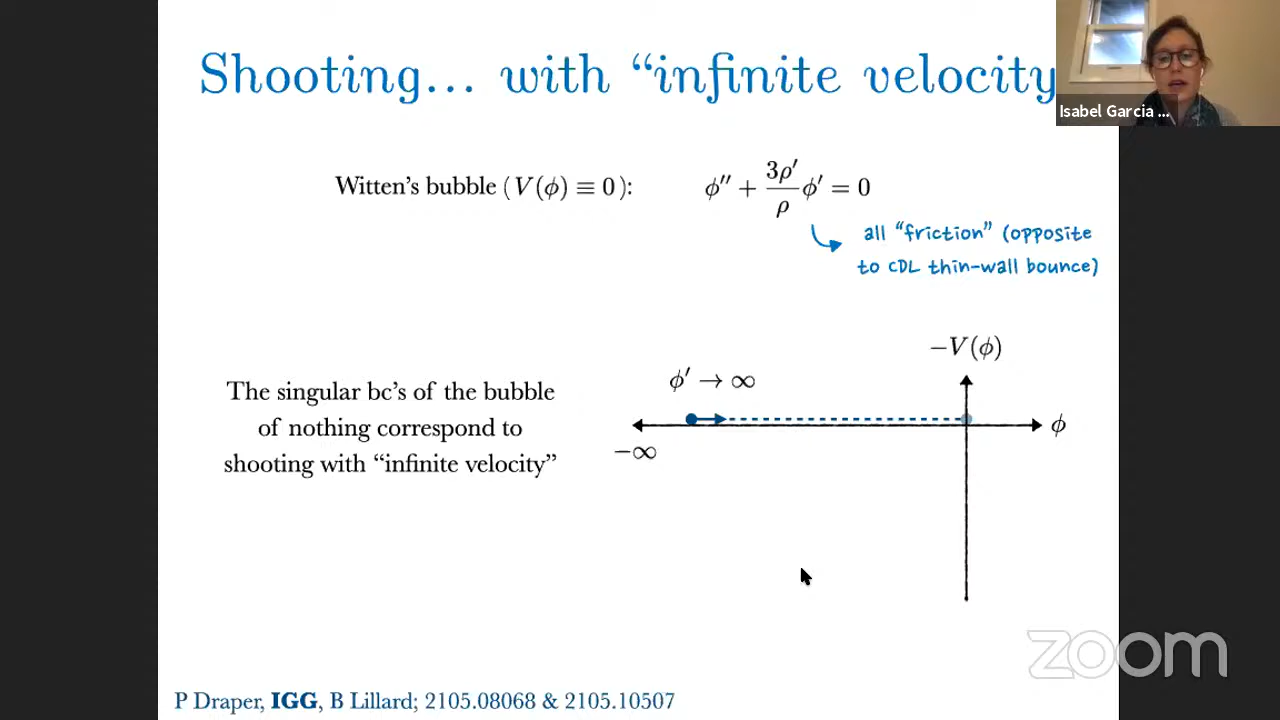 Shooting... with “infinite velocity
Isabel Garcia ...
Witten's bubble ( V(ϕ) ≡ 0 ): ϕ'' + 3ρ'/ρ ϕ' = 0
all “friction” (opposite
to CDL thin-wall bounce)
−V(ϕ)
The singular bc's of the bubble
of nothing correspond to
shooting with “infinite velocity”
ϕ' → ∞
ϕ
−∞
zoom
P Draper, IGG, B Lillard; 2105.08068 & 2105.10507